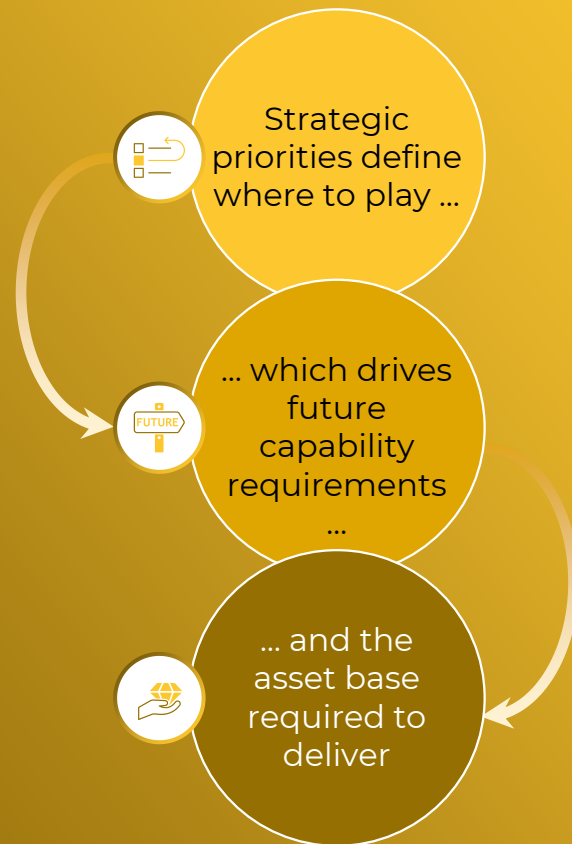 Strategic
priorities define
where to play ...
... which drives
future
capability
requirements
...
FUTURE
... and the
asset base
required to
deliver